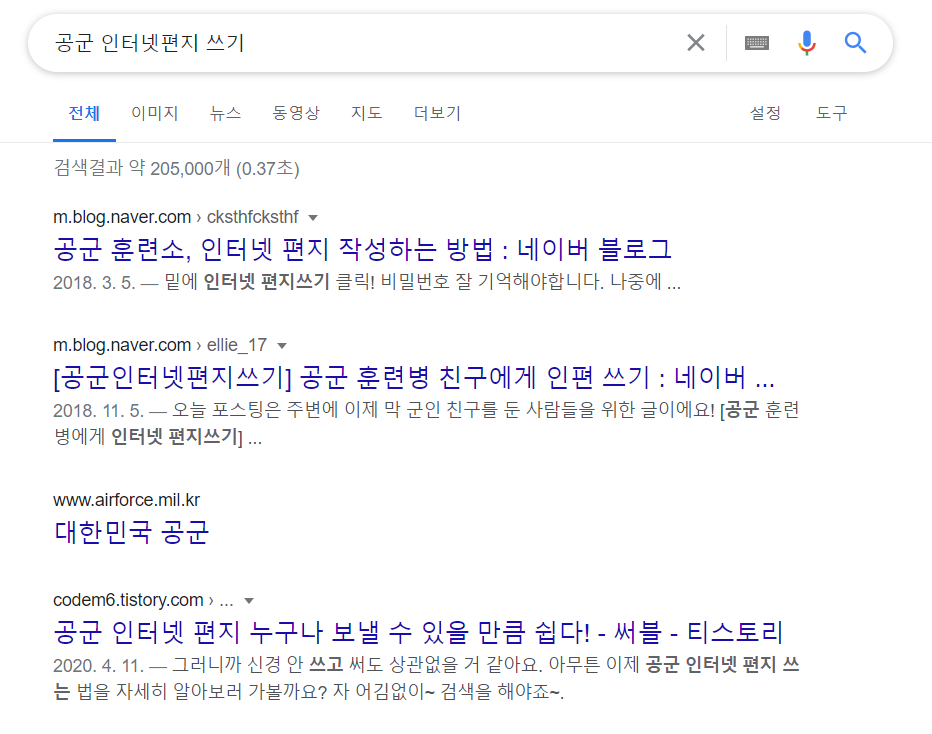 공군 인터넷편지 쓰기
전체 이미지 뉴스 동영상 지도 더보기 설정 도구
검색결과 약 205,000개 (0.37초)
m.blog.naver.com › cksthfcksthf
공군 훈련소, 인터넷 편지 작성하는 방법 : 네이버 블로그
2018. 3. 5. — 밑에 인터넷 편지쓰기 클릭! 비밀번호 잘 기억해야합니다. 나중에 ...
m.blog.naver.com › ellie_17
[공군인터넷편지쓰기] 공군 훈련병 친구에게 인편 쓰기 : 네이버 ...
2018. 11. 5. — 오늘 포스팅은 주변에 이제 막 군인 친구를 둔 사람들을 위한 글이에요! [공군 훈련
병에게 인터넷 편지쓰기] ...
www.airforce.mil.kr
대한민국 공군
codem6.tistory.com › ...
공군 인터넷 편지 누구나 보낼 수 있을 만큼 쉽다! - 써블 - 티스토리
2020. 4. 11. — 그러니까 신경 안 쓰고 써도 상관없을 거 같아요. 아무튼 이제 공군 인터넷 편지 쓰
는 법을 자세히 알아보러 가볼까요? 자 어김없이~ 검색을 해야죠~.